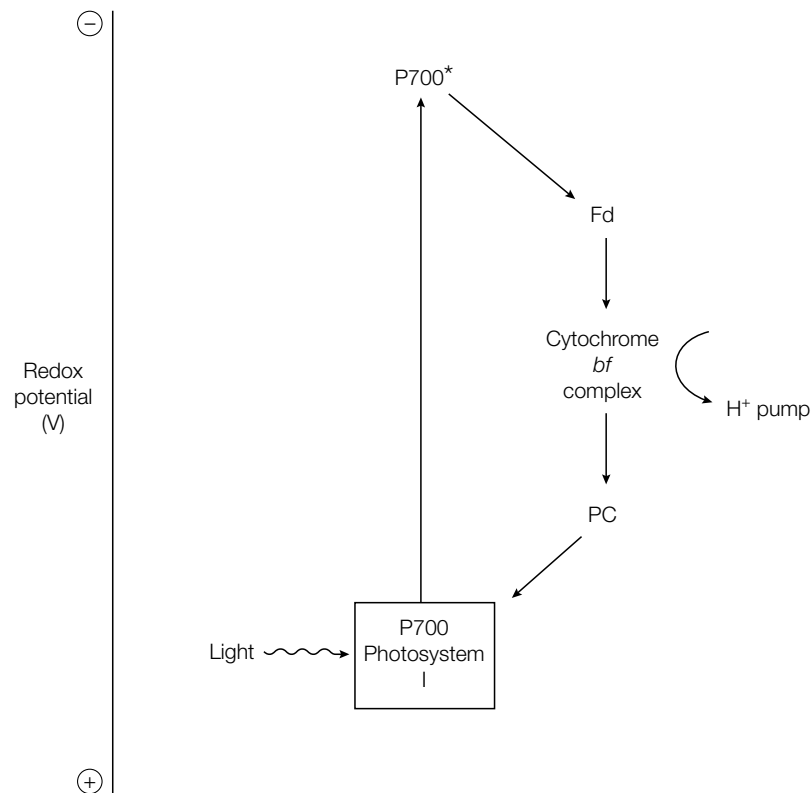 −
P700*
Fd
Cytochrome
bf
complex
H⁺ pump
Redox
potential
(V)
PC
P700
Photosystem
I
Light
+